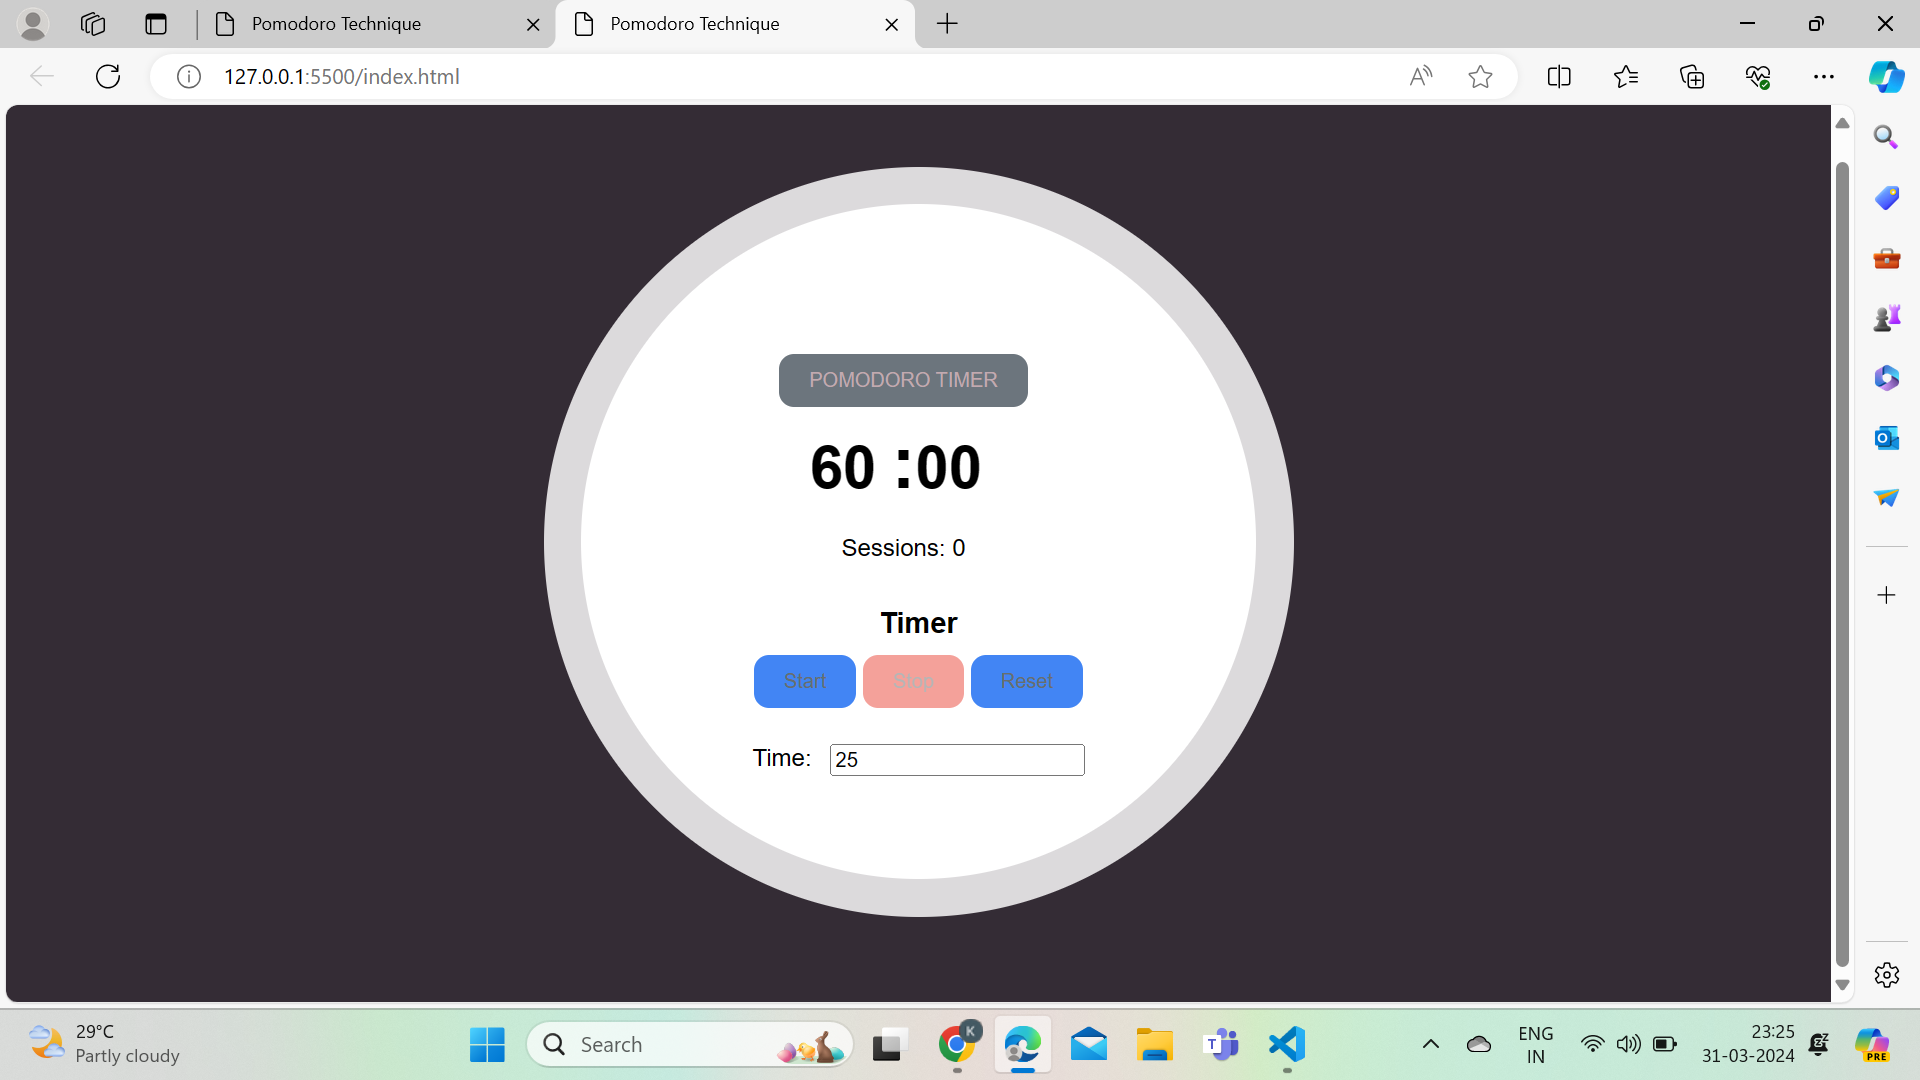 Pomodoro Technique
Pomodoro Technique
127.0.0.1:5500/index.html
POMODORO TIMER
60 :00
Sessions: 0
Timer
Start Stop Reset
Time: 25
29°C
Partly cloudy
Search
K
T
ENG
IN
23:25
31-03-2024
PRE